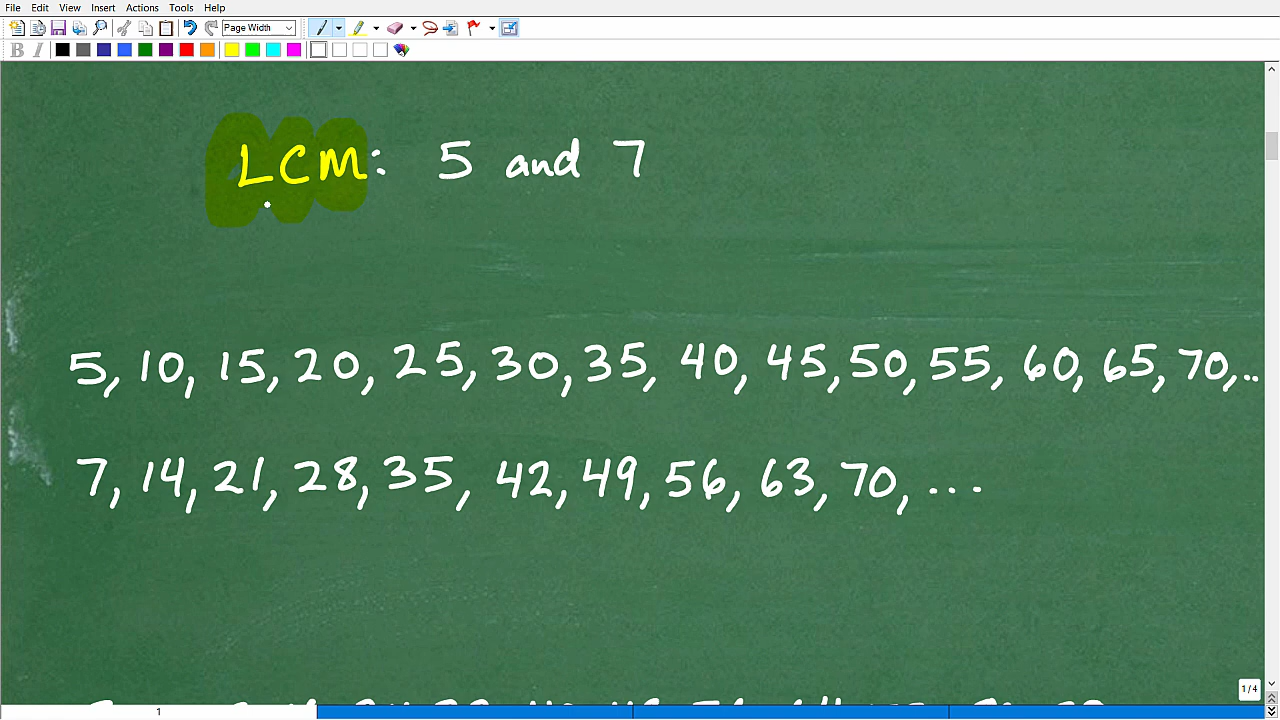 File Edit View Insert Actions Tools Help
Page Width
B I
LCM: 5 and 7
5, 10, 15, 20, 25, 30, 35, 40, 45, 50, 55, 60, 65, 70,..
7, 14, 21, 28, 35, 42, 49, 56, 63, 70, ...
1/4
1